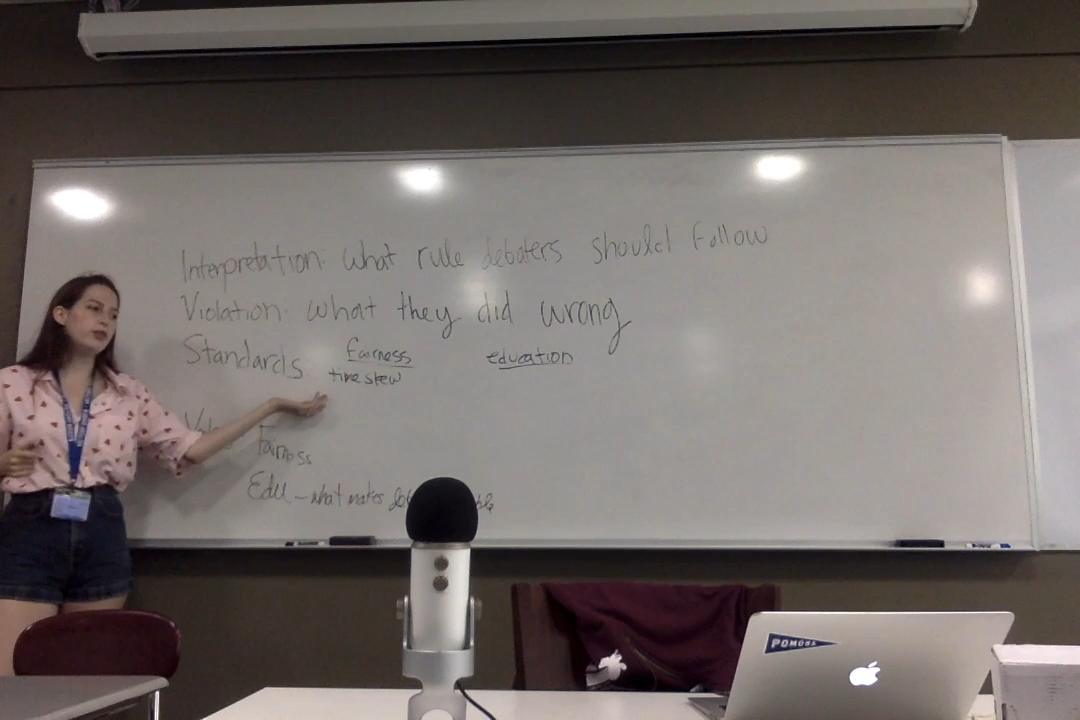 Interpretation: what rule debaters should follow
Violation: what they did wrong
Standards fairness education
time skew
Fairness
Edu - what makes
POMONA